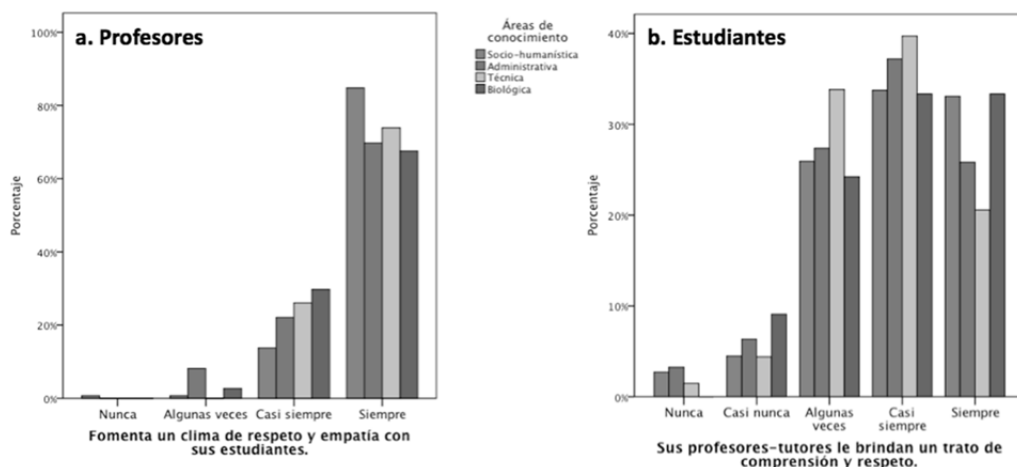 a. Profesores
100%
80%
60%
40%
20%
0%
Porcentaje
Nunca
Algunas veces
Casi siempre
Siempre
Fomenta un clima de respeto y empatía con
sus estudiantes.
Áreas de
conocimiento
Socio-humanística
Administrativa
Técnica
Biológica
b. Estudiantes
40%
30%
20%
10%
0%
Porcentaje
Nunca
Casi nunca
Algunas
veces
Casi
siempre
Siempre
Sus profesores-tutores le brindan un trato de
comprensión y respeto.